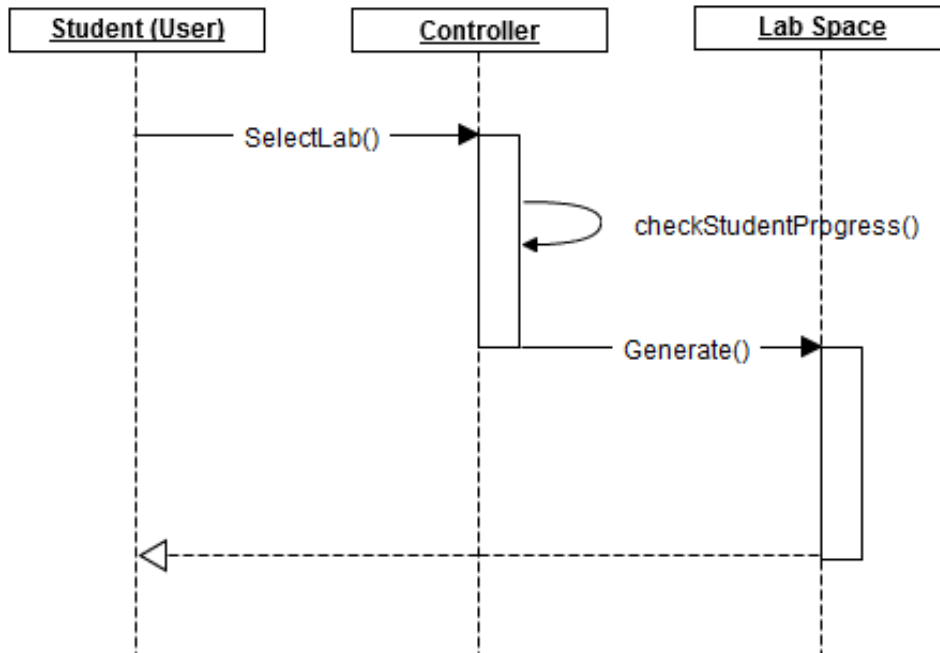 Student (User)
Controller
Lab Space
SelectLab()
checkStudentProgress()
Generate()